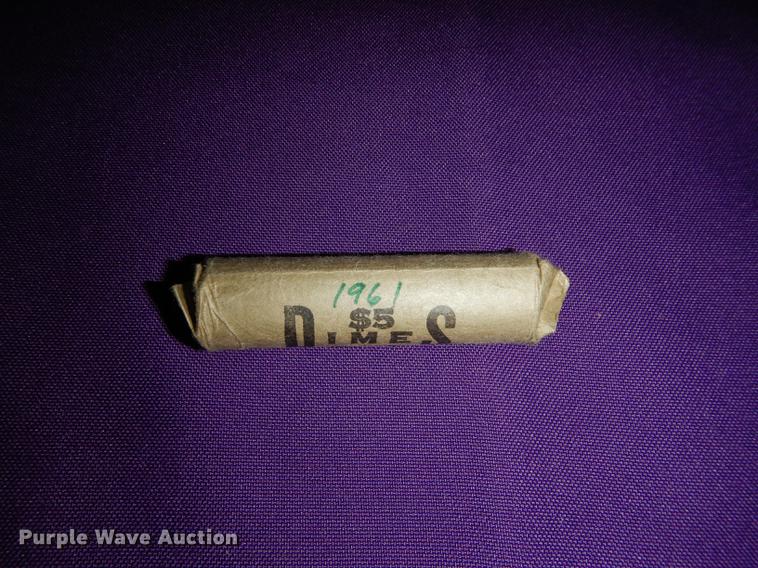 1961
$5
DIMES
Purple Wave Auction